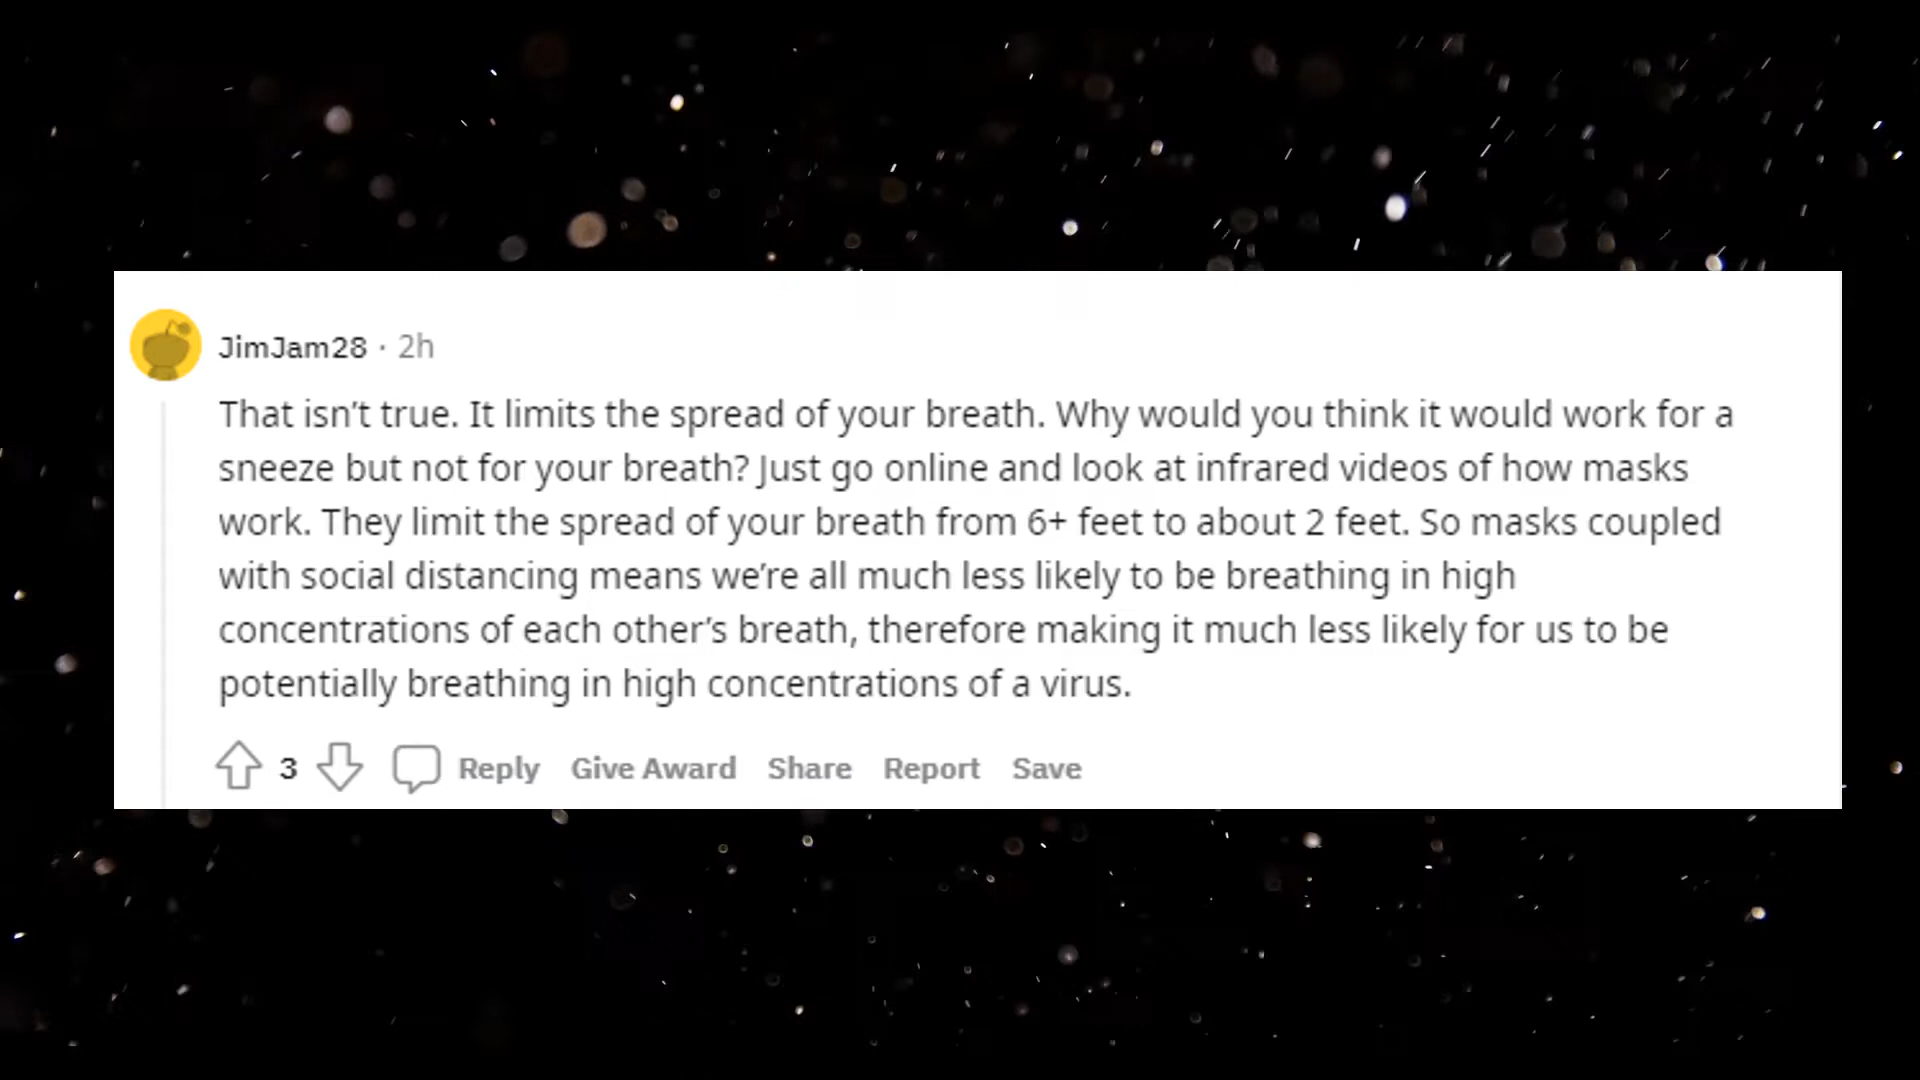 JimJam28 · 2h
That isn’t true. It limits the spread of your breath. Why would you think it would work for a
sneeze but not for your breath? Just go online and look at infrared videos of how masks
work. They limit the spread of your breath from 6+ feet to about 2 feet. So masks coupled
with social distancing means we’re all much less likely to be breathing in high
concentrations of each other’s breath, therefore making it much less likely for us to be
potentially breathing in high concentrations of a virus.
3 Reply Give Award Share Report Save